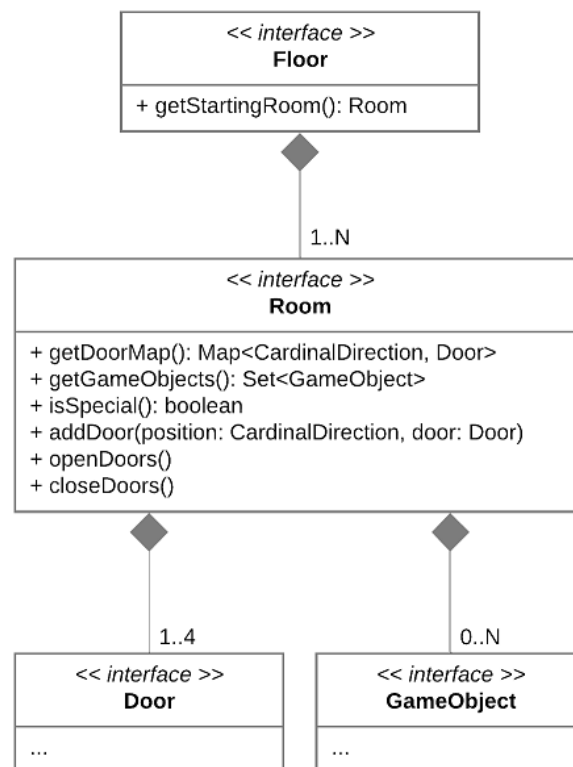 << interface >>
Floor
+ getStartingRoom(): Room
1..N
<< interface >>
Room
+ getDoorMap(): Map<CardinalDirection, Door>
+ getGameObjects(): Set<GameObject>
+ isSpecial(): boolean
+ addDoor(position: CardinalDirection, door: Door)
+ openDoors()
+ closeDoors()
1..4
0..N
<< interface >>
Door
...
<< interface >>
GameObject
...